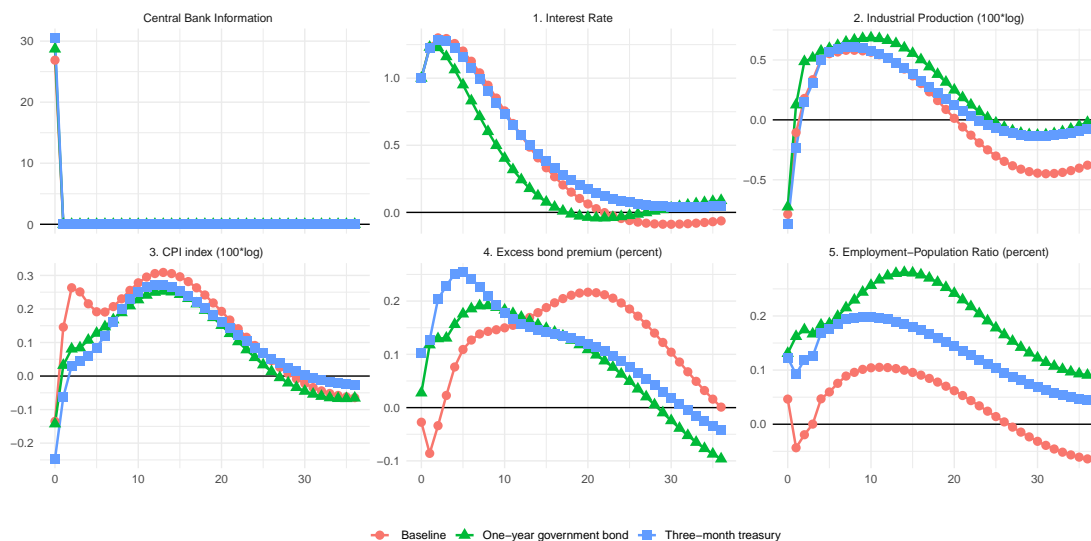 Central Bank Information
1. Interest Rate
2. Industrial Production (100*log)
30
20
10
0
1.0
0.5
0.0
0.5
0.0
−0.5
3. CPI index (100*log)
4. Excess bond premium (percent)
5. Employment−Population Ratio (percent)
0.3
0.2
0.1
0.0
−0.1
−0.2
0.2
0.1
0.0
−0.1
0.2
0.1
0.0
0 10 20 30
0 10 20 30
0 10 20 30
Baseline One−year government bond Three−month treasury